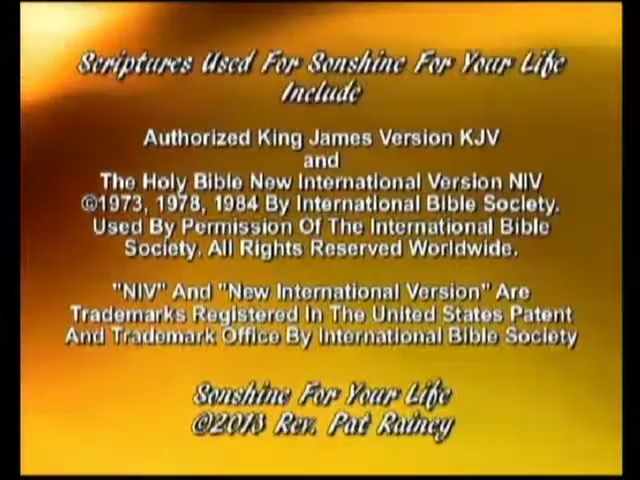 Scriptures Used For Sonshine For Your Life
Include
Authorized King James Version KJV
and
The Holy Bible New International Version NIV
©1973, 1978, 1984 By International Bible Society.
Used By Permission Of The International Bible
Society. All Rights Reserved Worldwide.
"NIV" And "New International Version" Are
Trademarks Registered In The United States Patent
And Trademark Office By International Bible Society
Sonshine For Your Life
©2013 Rev. Pat Rainey